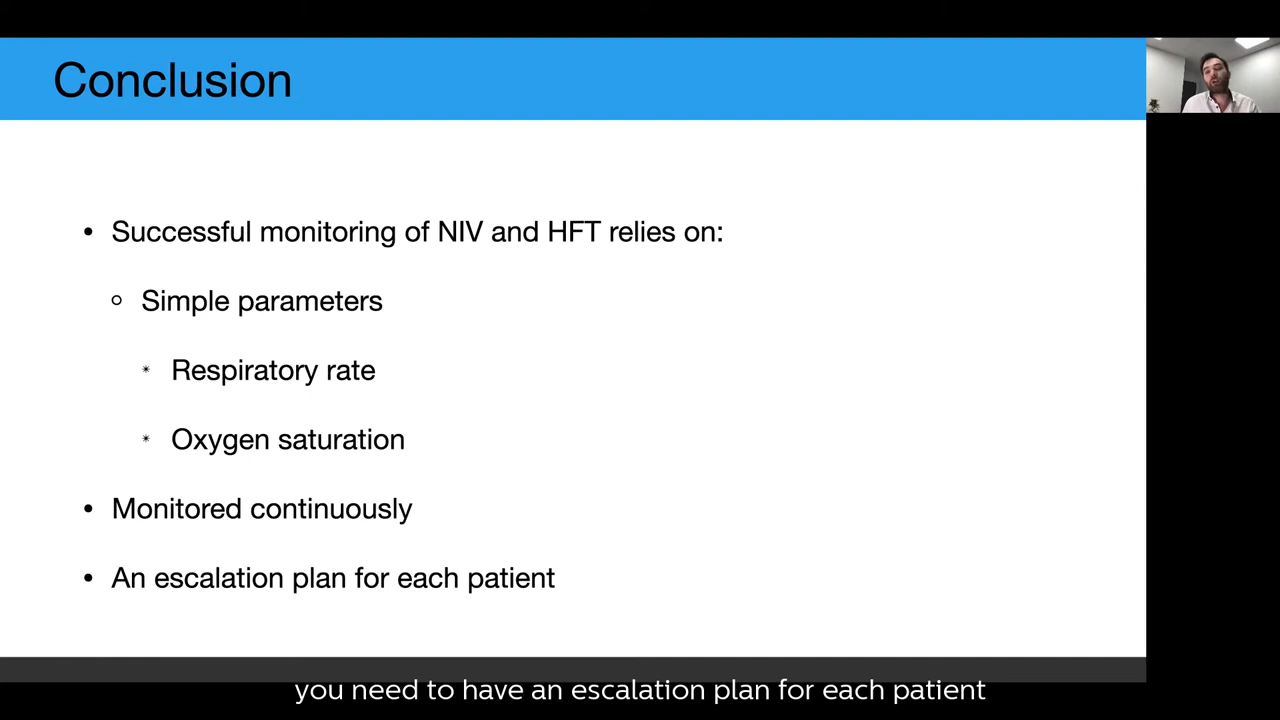 Conclusion
• Successful monitoring of NIV and HFT relies on:
○ Simple parameters
* Respiratory rate
* Oxygen saturation
• Monitored continuously
• An escalation plan for each patient
you need to have an escalation plan for each patient